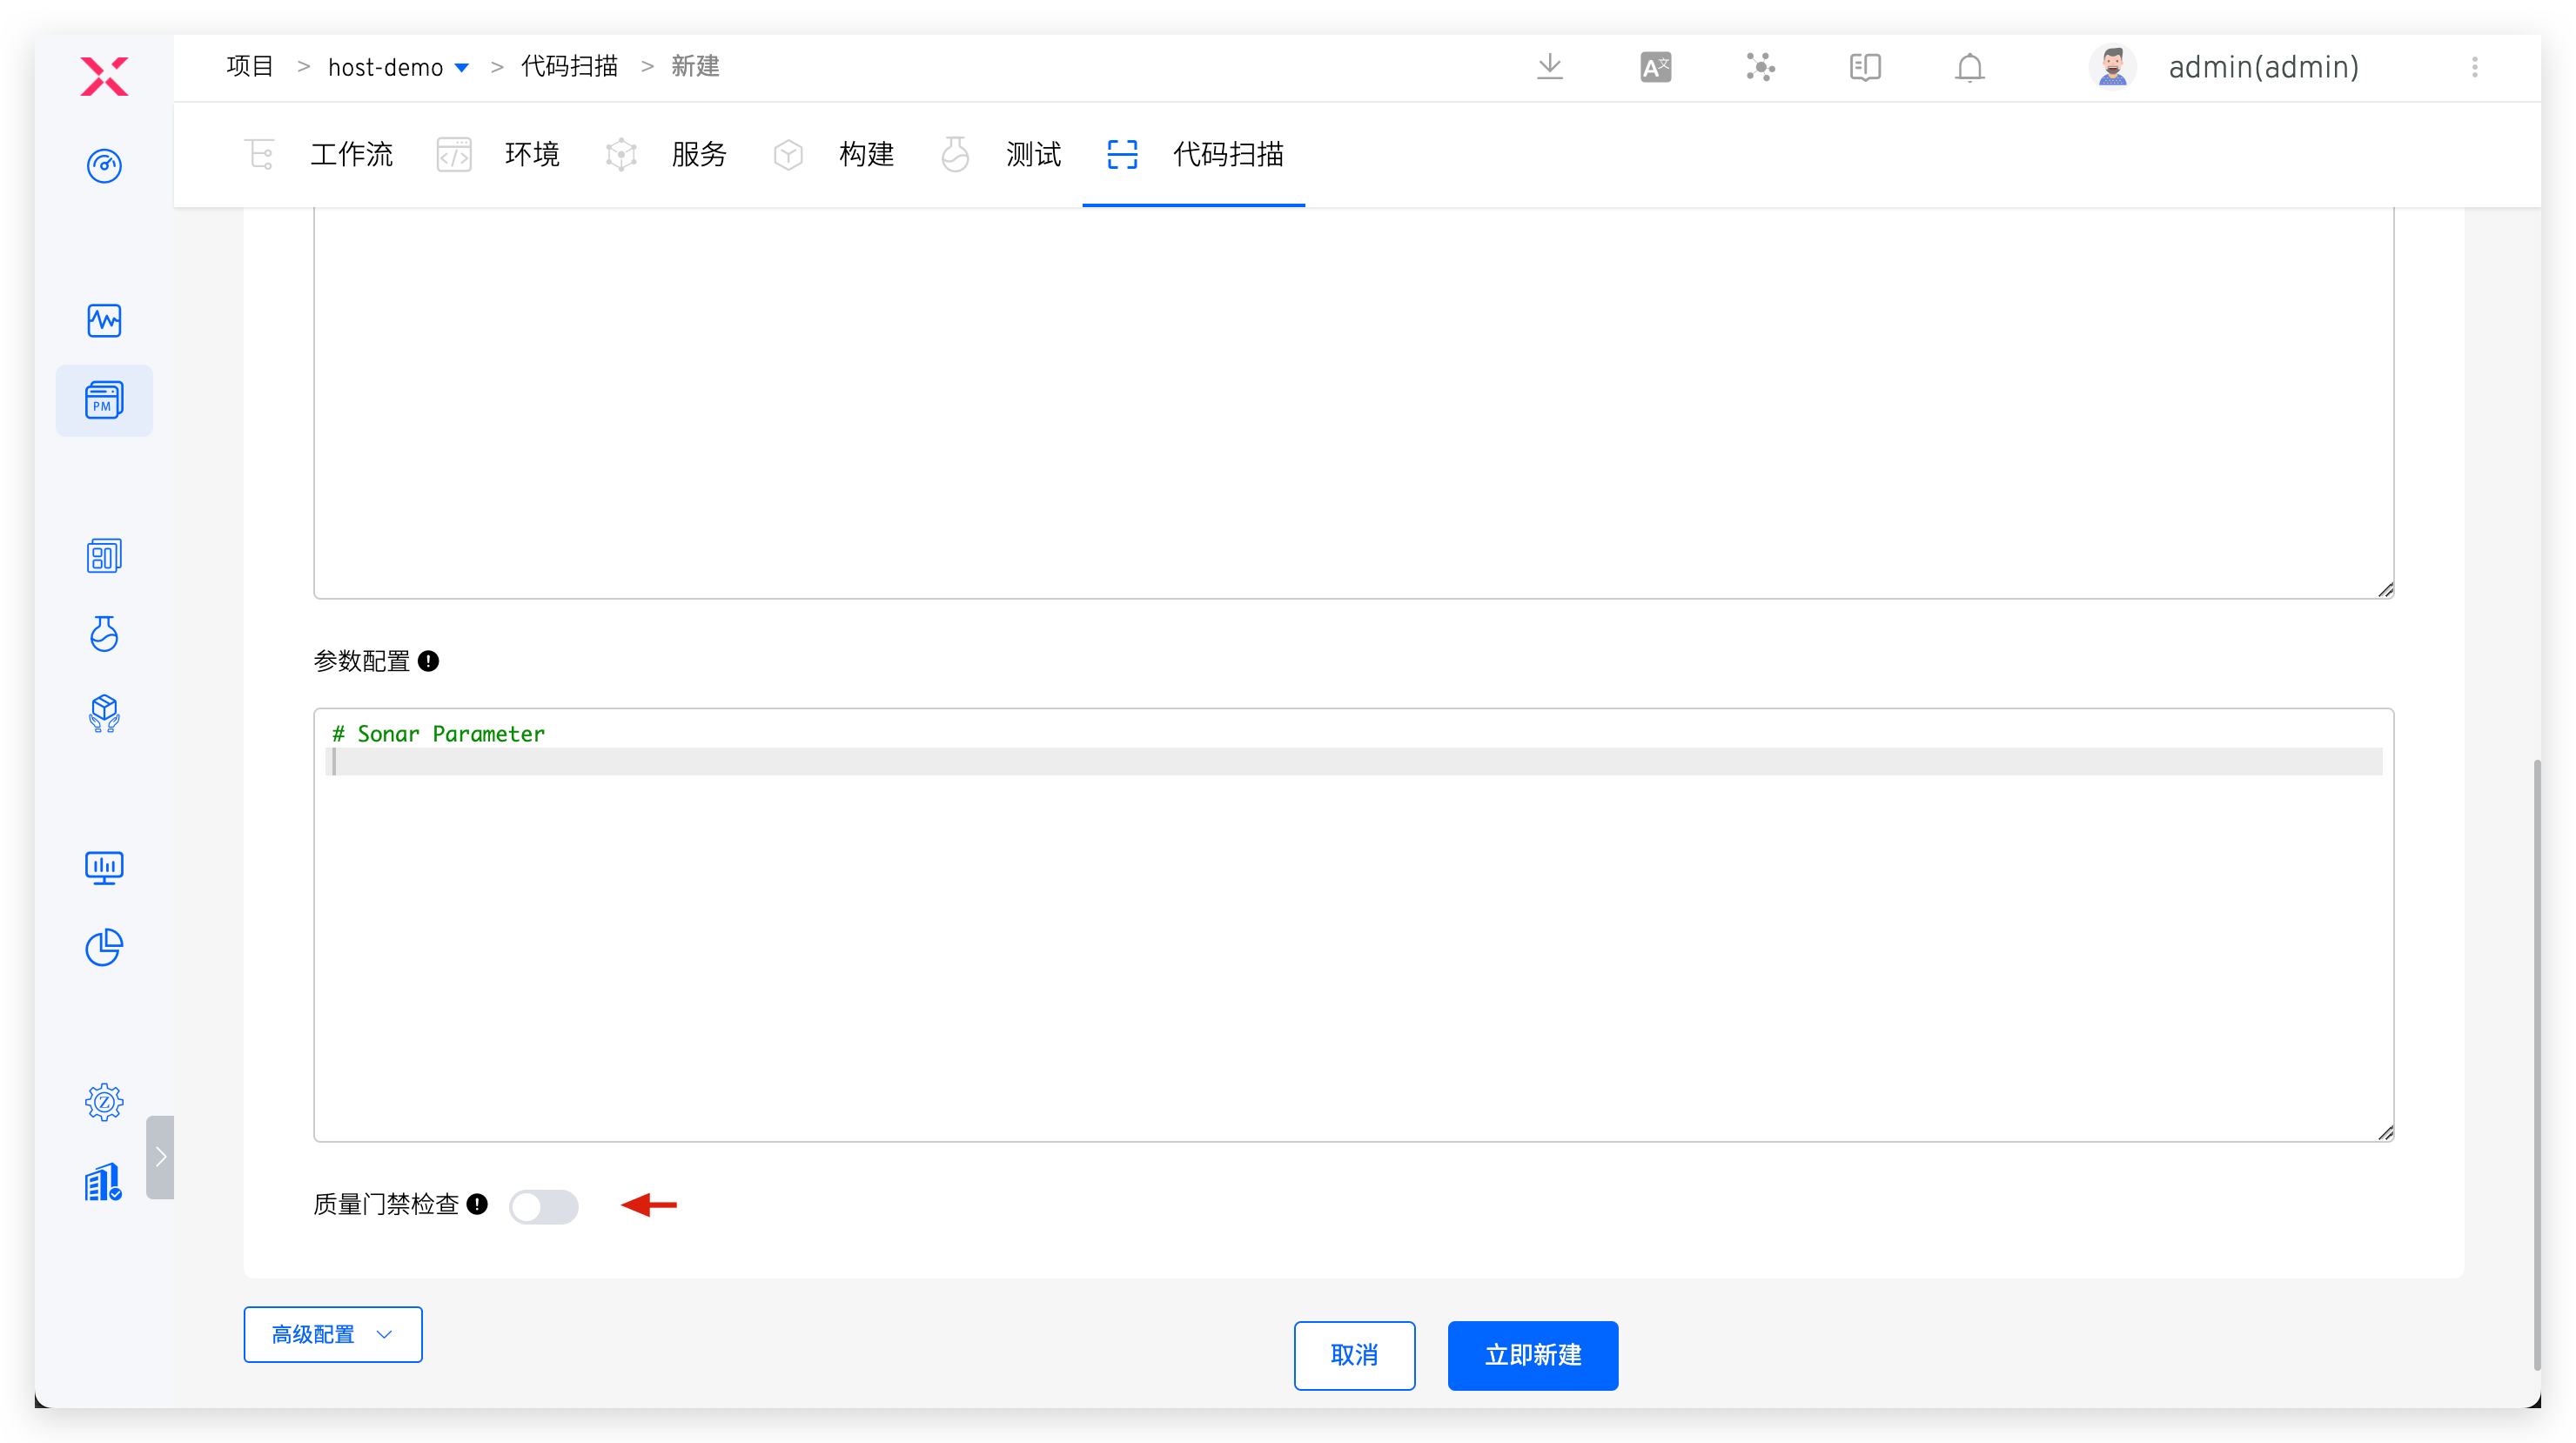 项目 > host-demo > 代码扫描 > 新建
admin(admin)
工作流 环境 服务 构建 测试 代码扫描
PM
参数配置
# Sonar Parameter
质量门禁检查
高级配置
取消 立即新建